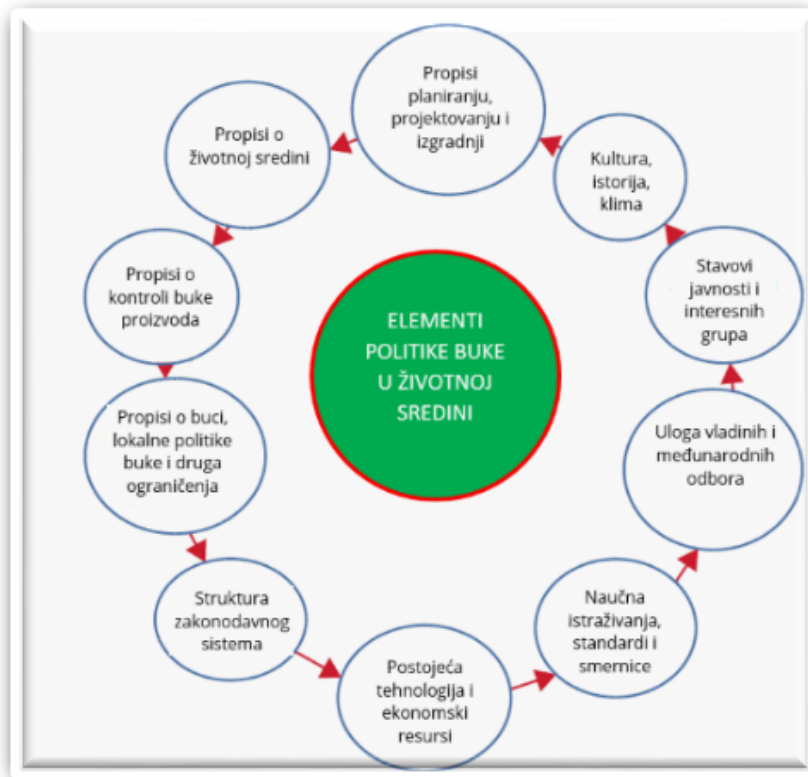 Propisi
planiranju,
projektovanju i
izgradnji
Propisi o
životnoj sredini
Propisi o
kontroli buke
proizvoda
Propisi o buci,
lokalne politike
buke i druga
ograničenja
Struktura
zakonodavnog
sistema
Postojeća
tehnologija i
ekonomski
resursi
Naučna
istraživanja,
standardi i
smernice
Uloga vladinih i
međunarodnih
odbora
Stavovi
javnosti i
interesnih
grupa
Kultura,
istorija,
klima
ELEMENTI
POLITIKE BUKE
U ŽIVOTNOJ
SREDINI